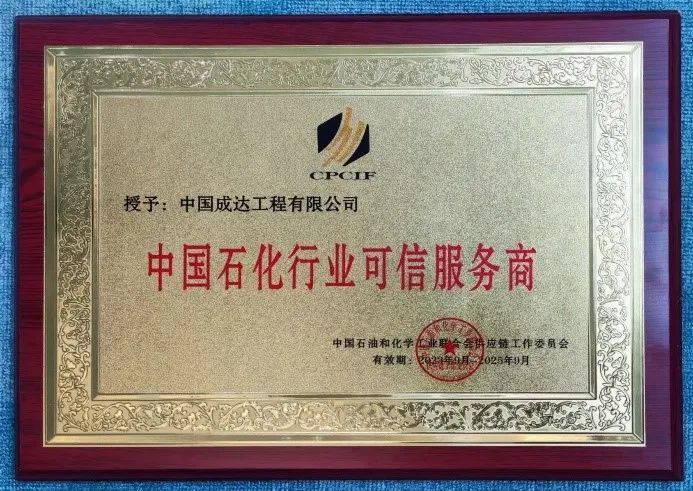 CPCIF
授予：中国成达工程有限公司
中国石化行业可信服务商
中国石油和化学工业联合会供应链工作委员会
有效期：2023年9月-2025年9月